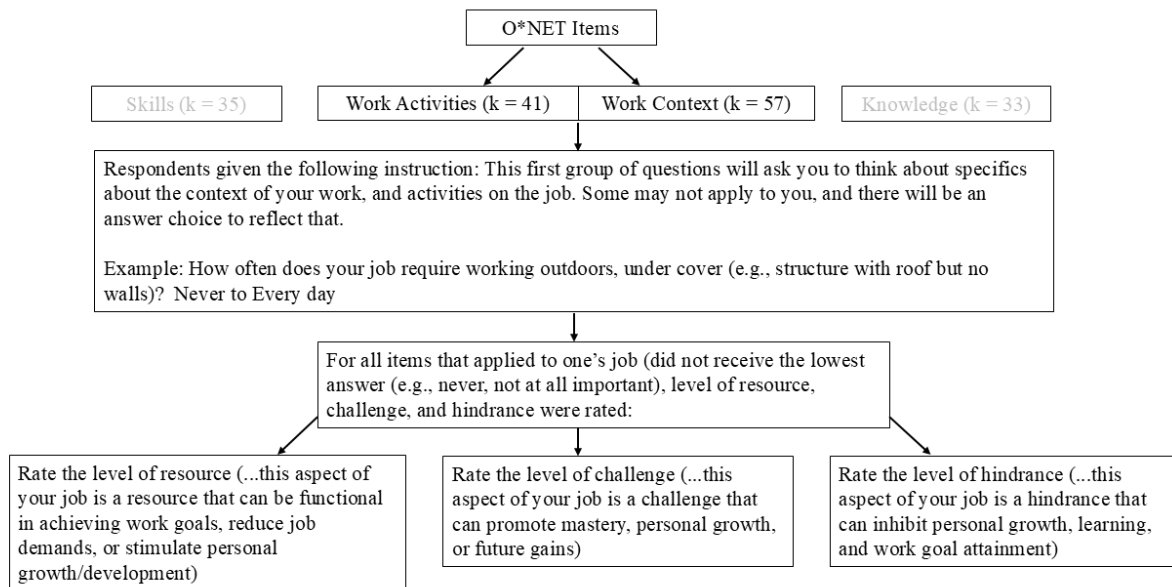 O*NET Items
Skills (k = 35)
Work Activities (k = 41)
Work Context (k = 57)
Knowledge (k = 33)
Respondents given the following instruction: This first group of questions will ask you to think about specifics
about the context of your work, and activities on the job. Some may not apply to you, and there will be an
answer choice to reflect that.
Example: How often does your job require working outdoors, under cover (e.g., structure with roof but no
walls)?  Never to Every day
For all items that applied to one's job (did not receive the lowest
answer (e.g., never, not at all important), level of resource,
challenge, and hindrance were rated:
Rate the level of resource (...this aspect of
your job is a resource that can be functional
in achieving work goals, reduce job
demands, or stimulate personal
growth/development)
Rate the level of challenge (...this
aspect of your job is a challenge that
can promote mastery, personal growth,
or future gains)
Rate the level of hindrance (...this
aspect of your job is a hindrance that
can inhibit personal growth, learning,
and work goal attainment)